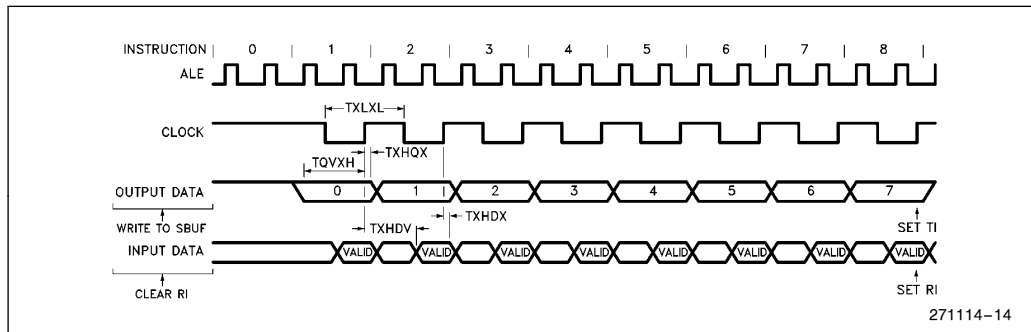 INSTRUCTION | 0 | 1 | 2 | 3 | 4 | 5 | 6 | 7 | 8 |
ALE
TXLXL
CLOCK
TXHQX
TQVXH
OUTPUT DATA 0 1 2 3 4 5 6 7
WRITE TO SBUF
TXHDX
TXHDV
SET TI
INPUT DATA VALID VALID VALID VALID VALID VALID VALID VALID
CLEAR RI
SET RI
271114–14